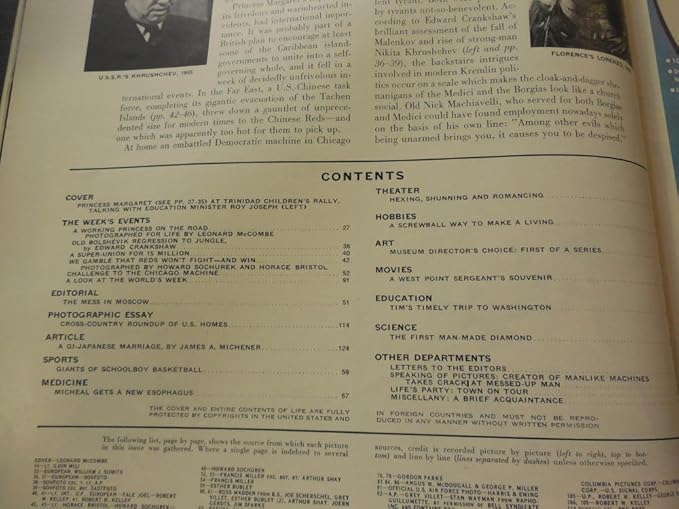 Princess Margaret's
its frivolous and warmhearted in-
cidents, had international impor-
tance. It was probably part of a
British plan to encourage at least
some of the Caribbean island-
governments to unite into a self-
governing whole, and it fell in a
week of decidedly unfrivolous in-
ternational events. In the Far East, a U.S.-Chinese task
force, completing its gigantic evacuation of the Tachen
Islands (pp. 42-46), threw down a gauntlet of unprece-
dented size for modern times to the Chinese Reds—and
one which was apparently too hot for them to pick up.
At home an embattled Democratic machine in Chicago
U.S.S.R.'S KHRUSHCHEV, 1955
by tyrants not-so-benevolent. Ac-
cording to Edward Crankshaw's
brilliant assessment of the fall of
Malenkov and rise of strong-man
Nikita Khrushchev (left and pp.
36-39), the backstairs intrigues
involved in modern Kremlin poli-
tics occur on a scale which makes the cloak-and-dagger she-
nanigans of the Medici and the Borgias look like a church
social. Old Nick Machiavelli, who served for both Borgias
and Medici could have found employment nowadays solely
on the basis of his own line: "Among other evils which
being unarmed brings you, it causes you to be despised."
FLORENCE'S LORENZO,
CONTENTS
COVER
PRINCESS MARGARET (SEE PP. 27-35) AT TRINIDAD CHILDREN'S RALLY,
TALKING WITH EDUCATION MINISTER ROY JOSEPH (LEFT)
THE WEEK'S EVENTS
A WORKING PRINCESS ON THE ROAD 27
PHOTOGRAPHED FOR LIFE BY LEONARD McCOMBE
OLD BOLSHEVIK REGRESSION TO JUNGLE,
by EDWARD CRANKSHAW 36
A SUPER-UNION FOR 15 MILLION 40
WE GAMBLE THAT REDS WON'T FIGHT—AND WIN 42
PHOTOGRAPHED BY HOWARD SOCHUREK AND HORACE BRISTOL
CHALLENGE TO THE CHICAGO MACHINE 52
A LOOK AT THE WORLD'S WEEK 91
EDITORIAL
THE MESS IN MOSCOW 51
PHOTOGRAPHIC ESSAY
CROSS-COUNTRY ROUNDUP OF U.S. HOMES 114
ARTICLE
A GI-JAPANESE MARRIAGE, BY JAMES A. MICHENER 124
SPORTS
GIANTS OF SCHOOLBOY BASKETBALL 59
MEDICINE
MICHEAL GETS A NEW ESOPHAGUS 67
THE COVER AND ENTIRE CONTENTS OF LIFE ARE FULLY
PROTECTED BY COPYRIGHTS IN THE UNITED STATES AND
THEATER
HEXING, SHUNNING AND ROMANCING
HOBBIES
A SCREWBALL WAY TO MAKE A LIVING
ART
MUSEUM DIRECTOR'S CHOICE: FIRST OF A SERIES
MOVIES
A WEST POINT SERGEANT'S SOUVENIR
EDUCATION
TIM'S TIMELY TRIP TO WASHINGTON
SCIENCE
THE FIRST MAN-MADE DIAMOND
OTHER DEPARTMENTS
LETTERS TO THE EDITORS
SPEAKING OF PICTURES: CREATOR OF MANLIKE MACHINES
TAKES CRACK AT MESSED-UP MAN
LIFE'S PARTY: TOWN ON TOUR
MISCELLANY: A BRIEF ACQUAINTANCE
IN FOREIGN COUNTRIES AND MUST NOT BE REPRO-
DUCED IN ANY MANNER WITHOUT WRITTEN PERMISSION
The following list, page by page, shows the source from which each picture
in this issue was gathered. Where a single page is indebted to several
sources, credit is recorded picture by picture (left to right, top to bot-
tom) and line by line (lines separated by dashes) unless otherwise specified.
COVER—LEONARD McCOMBE